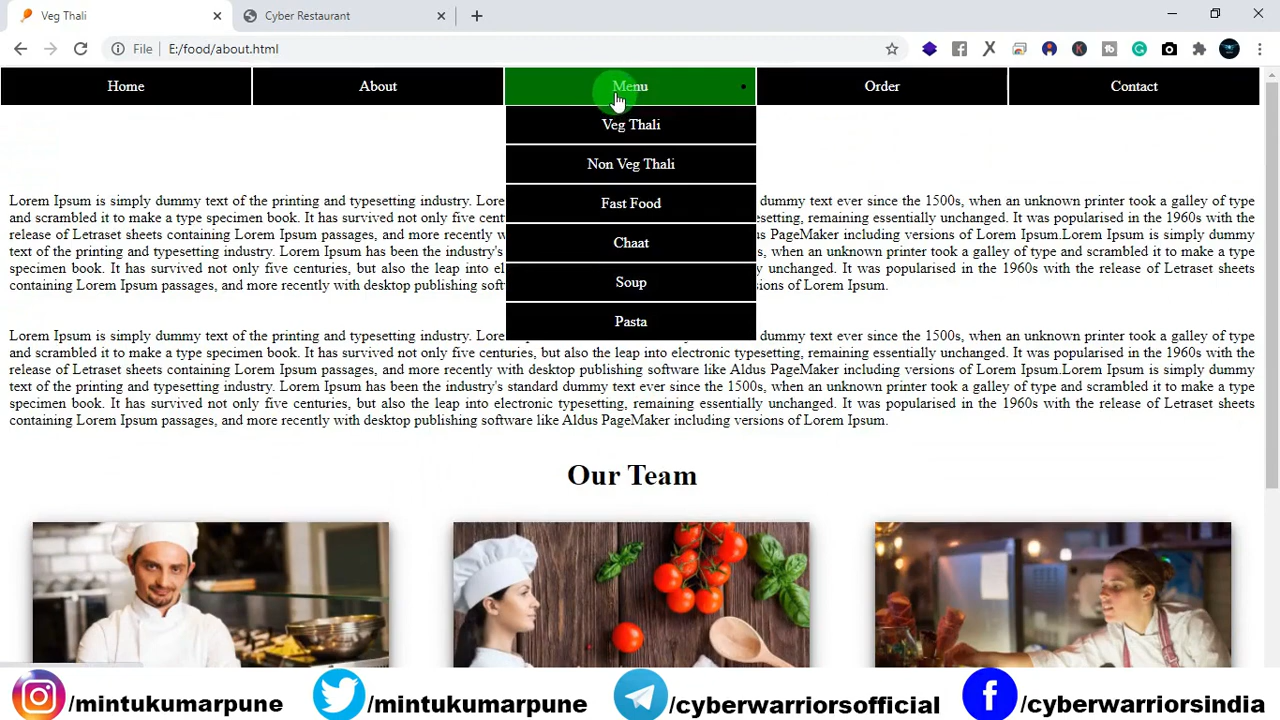 Veg Thali
Cyber Restaurant
File
E:/food/about.html
Home
About
Menu
Order
Contact
Veg Thali
Non Veg Thali
Fast Food
Chaat
Soup
Pasta
Lorem Ipsum is simply dummy text of the printing and typesetting industry. Lore dummy text ever since the 1500s, when an unknown printer took a galley of type
and scrambled it to make a type specimen book. It has survived not only five cent esetting, remaining essentially unchanged. It was popularised in the 1960s with the
release of Letraset sheets containing Lorem Ipsum passages, and more recently w us PageMaker including versions of Lorem Ipsum.Lorem Ipsum is simply dummy
text of the printing and typesetting industry. Lorem Ipsum has been the industry's s, when an unknown printer took a galley of type and scrambled it to make a type
specimen book. It has survived not only five centuries, but also the leap into el unchanged. It was popularised in the 1960s with the release of Letraset sheets
containing Lorem Ipsum passages, and more recently with desktop publishing soft ions of Lorem Ipsum.
Lorem Ipsum is simply dummy text of the printing and typesetting industry. Lore dummy text ever since the 1500s, when an unknown printer took a galley of type
and scrambled it to make a type specimen book. It has survived not only five centuries, but also the leap into electronic typesetting, remaining essentially unchanged. It was popularised in the 1960s with the
release of Letraset sheets containing Lorem Ipsum passages, and more recently with desktop publishing software like Aldus PageMaker including versions of Lorem Ipsum.Lorem Ipsum is simply dummy
text of the printing and typesetting industry. Lorem Ipsum has been the industry's standard dummy text ever since the 1500s, when an unknown printer took a galley of type and scrambled it to make a type
specimen book. It has survived not only five centuries, but also the leap into electronic typesetting, remaining essentially unchanged. It was popularised in the 1960s with the release of Letraset sheets
containing Lorem Ipsum passages, and more recently with desktop publishing software like Aldus PageMaker including versions of Lorem Ipsum.
Our Team
/mintukumarpune
/mintukumarpune
/cyberwarriorsofficial
/cyberwarriorsindia